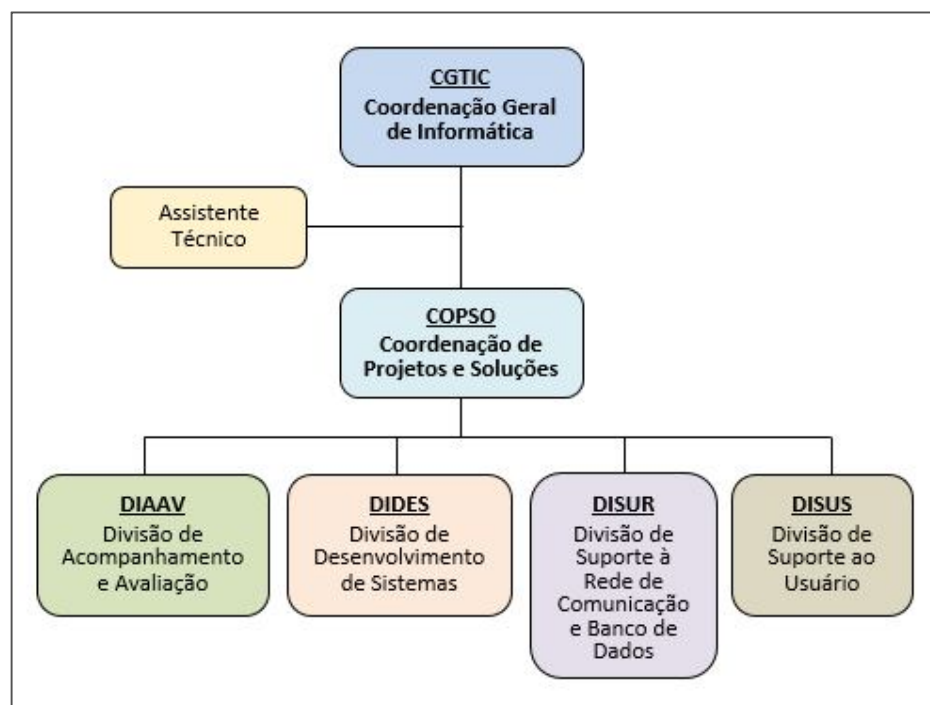 CGTIC
Coordenação Geral
de Informática
Assistente
Técnico
COPSO
Coordenação de
Projetos e Soluções
DIAAV
Divisão de
Acompanhamento
e Avaliação
DIDES
Divisão de
Desenvolvimento
de Sistemas
DISUR
Divisão de
Suporte à
Rede de
Comunicação
e Banco de
Dados
DISUS
Divisão de
Suporte ao
Usuário